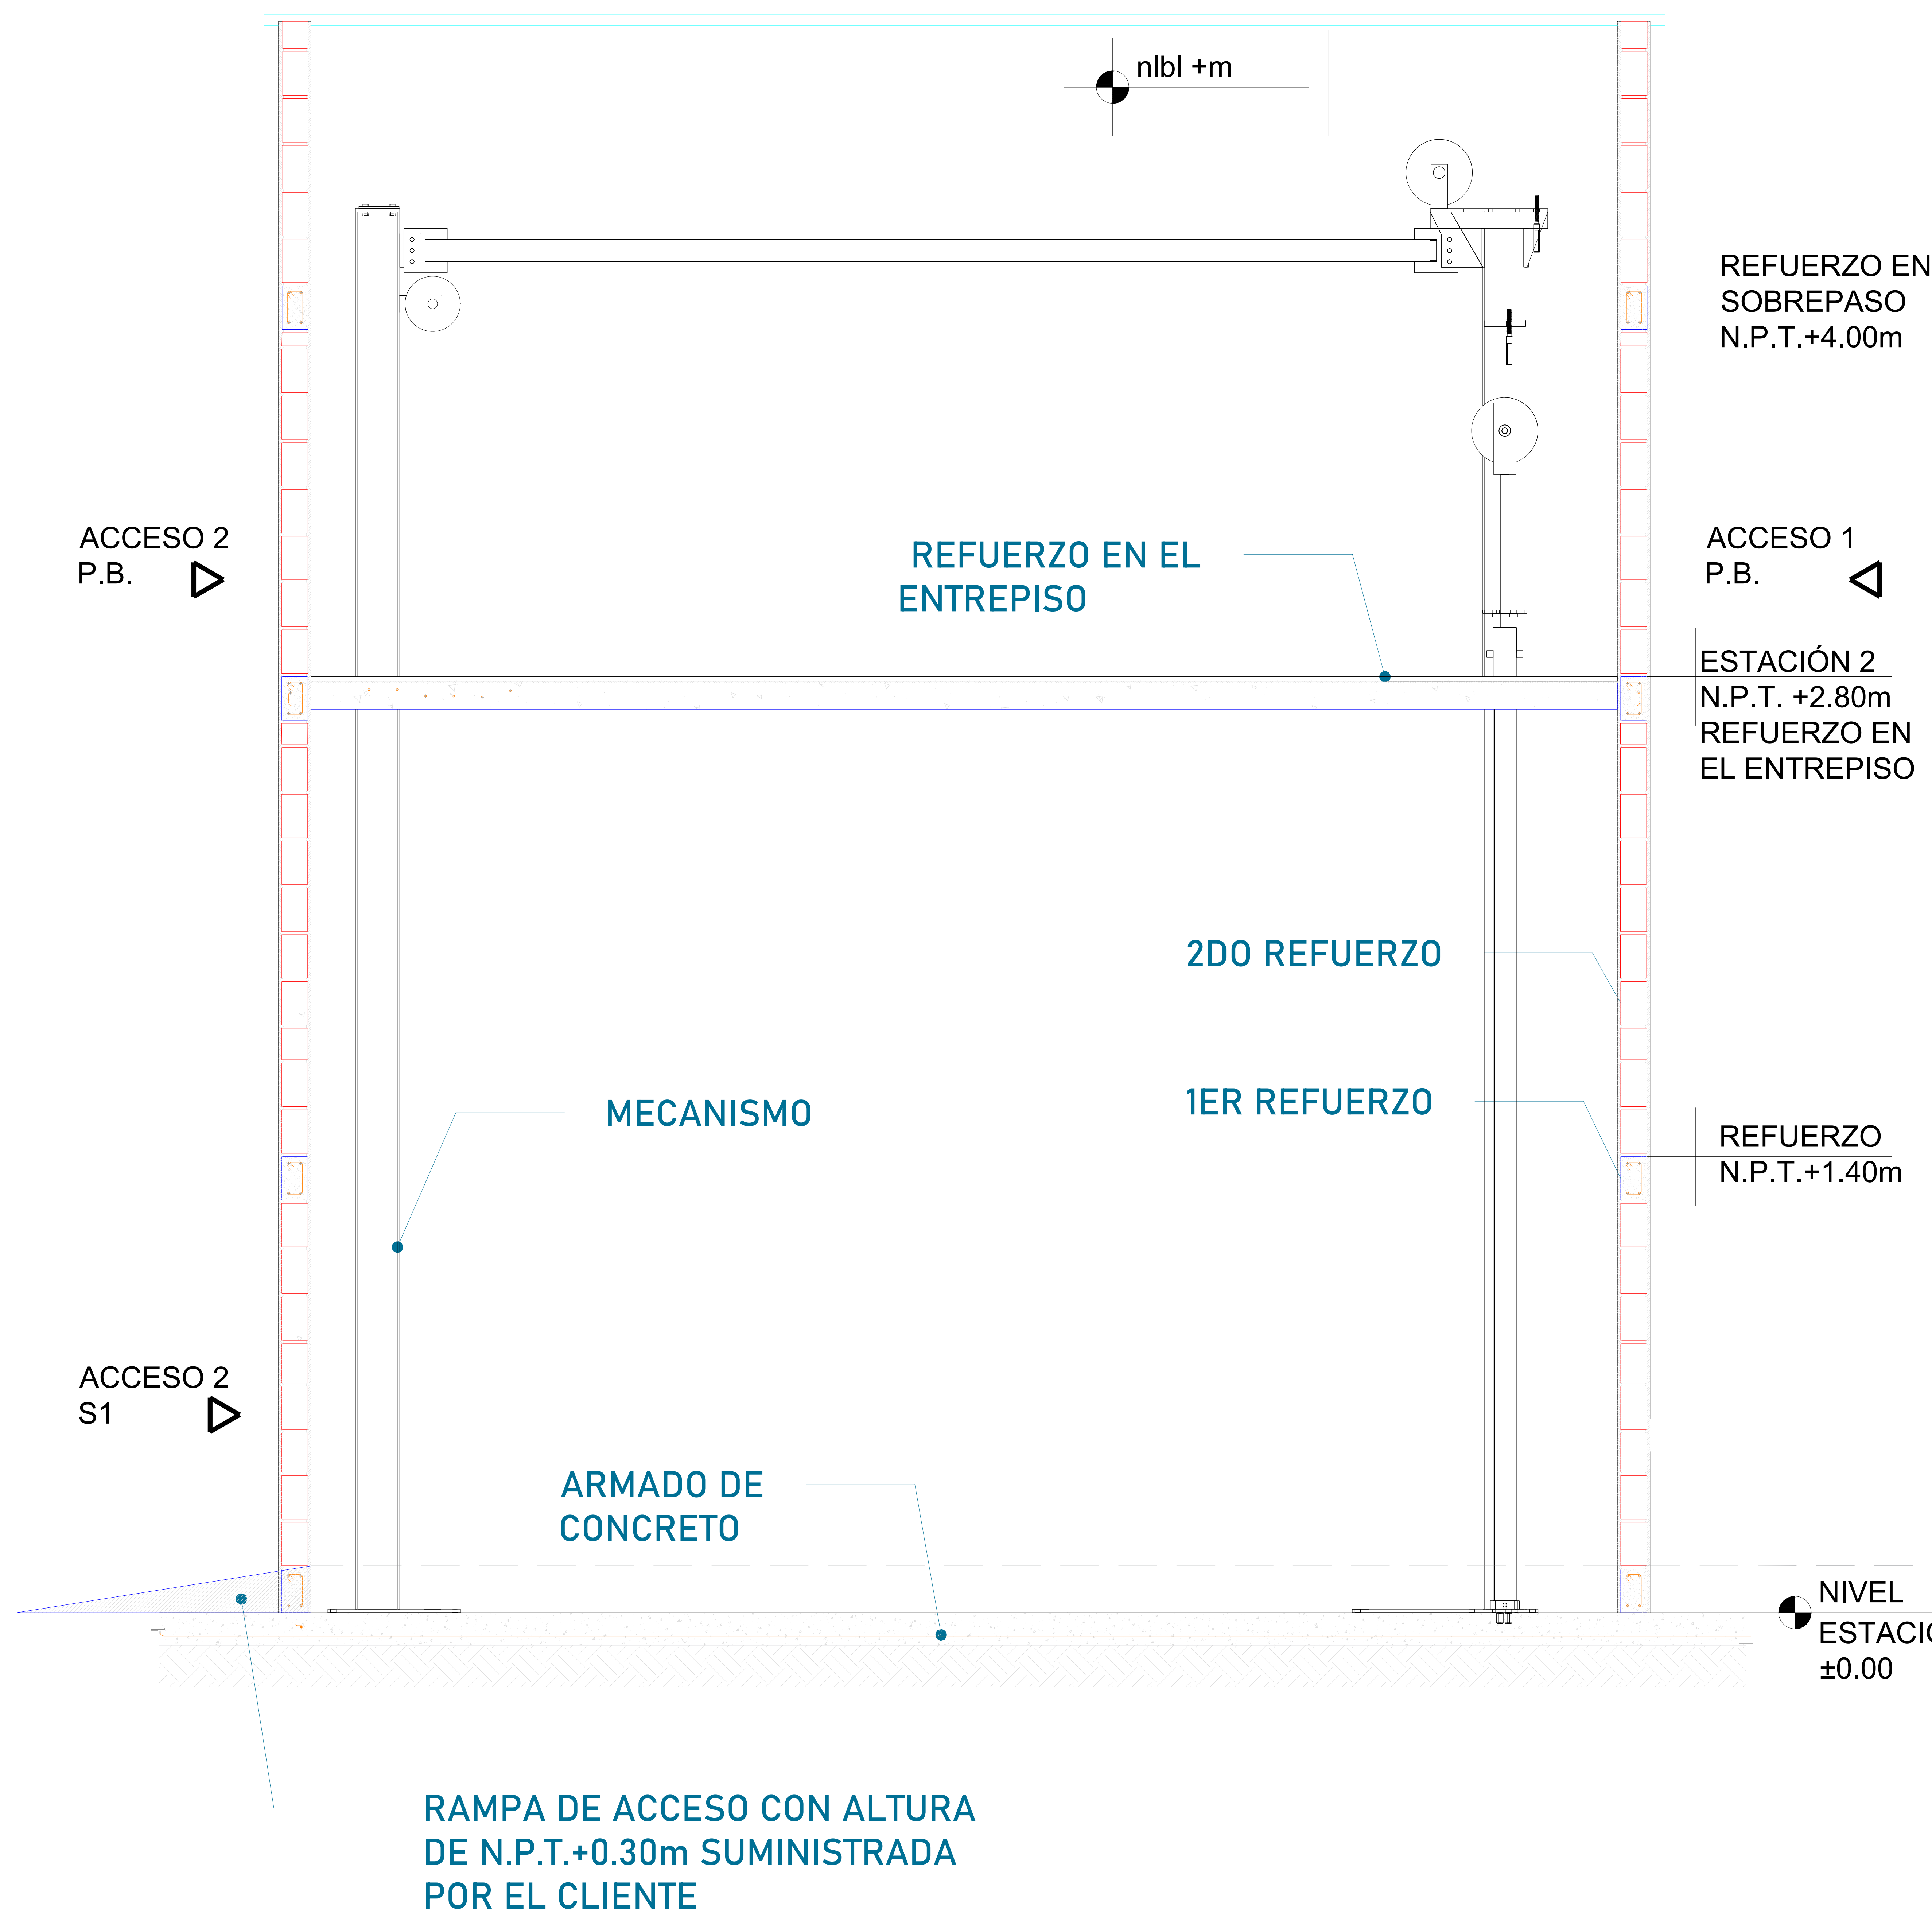 nlbl +m
REFUERZO EN
SOBREPASO
N.P.T.+4.00m
ACCESO 2
P.B.
REFUERZO EN EL
ENTREPISO
ACCESO 1
P.B.
ESTACIÓN 2
N.P.T. +2.80m
REFUERZO EN
EL ENTREPISO
2DO REFUERZO
1ER REFUERZO
MECANISMO
REFUERZO
N.P.T.+1.40m
ACCESO 2
S1
ARMADO DE
CONCRETO
NIVEL
ESTACIO
±0.00
RAMPA DE ACCESO CON ALTURA
DE N.P.T.+0.30m SUMINISTRADA
POR EL CLIENTE